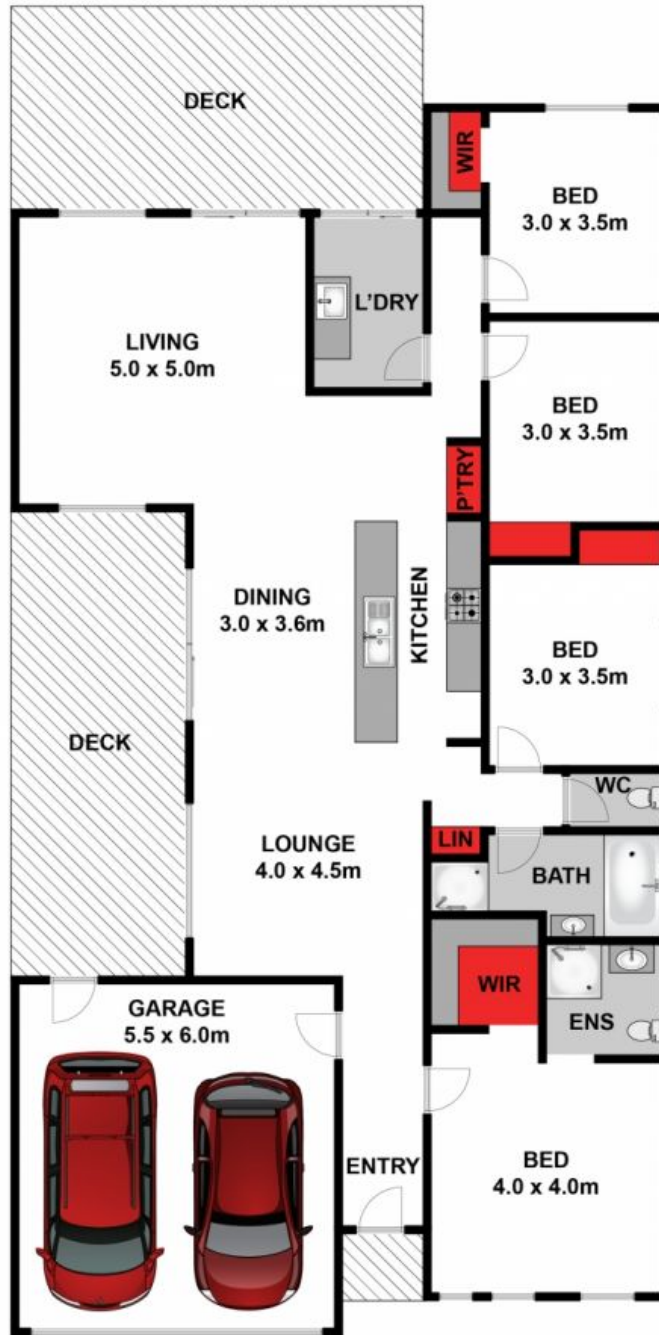 DECK
WIR
BED
3.0 x 3.5m
L'DRY
LIVING
5.0 x 5.0m
BED
3.0 x 3.5m
P'TRY
KITCHEN
DINING
3.0 x 3.6m
BED
3.0 x 3.5m
DECK
WC
LIN
LOUNGE
4.0 x 4.5m
BATH
WIR
ENS
GARAGE
5.5 x 6.0m
ENTRY
BED
4.0 x 4.0m